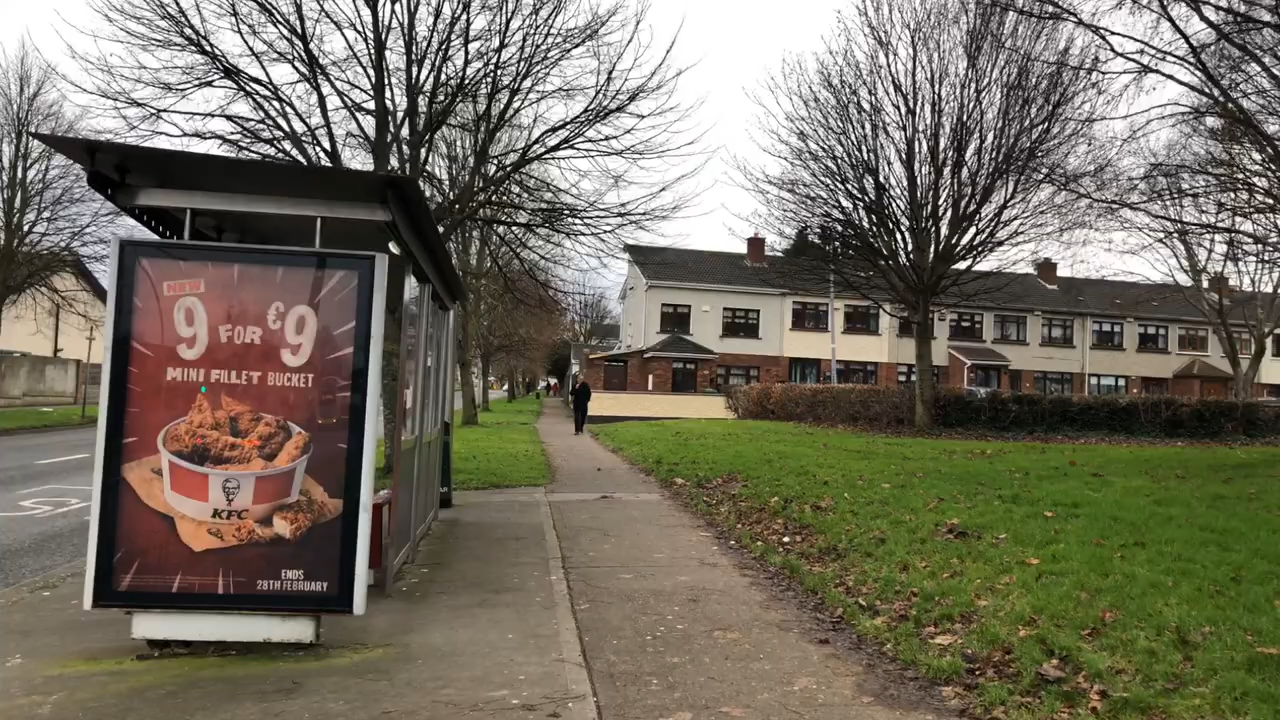 NEW
9 FOR €9
MINI FILLET BUCKET
KFC
ENDS
28TH FEBRUARY